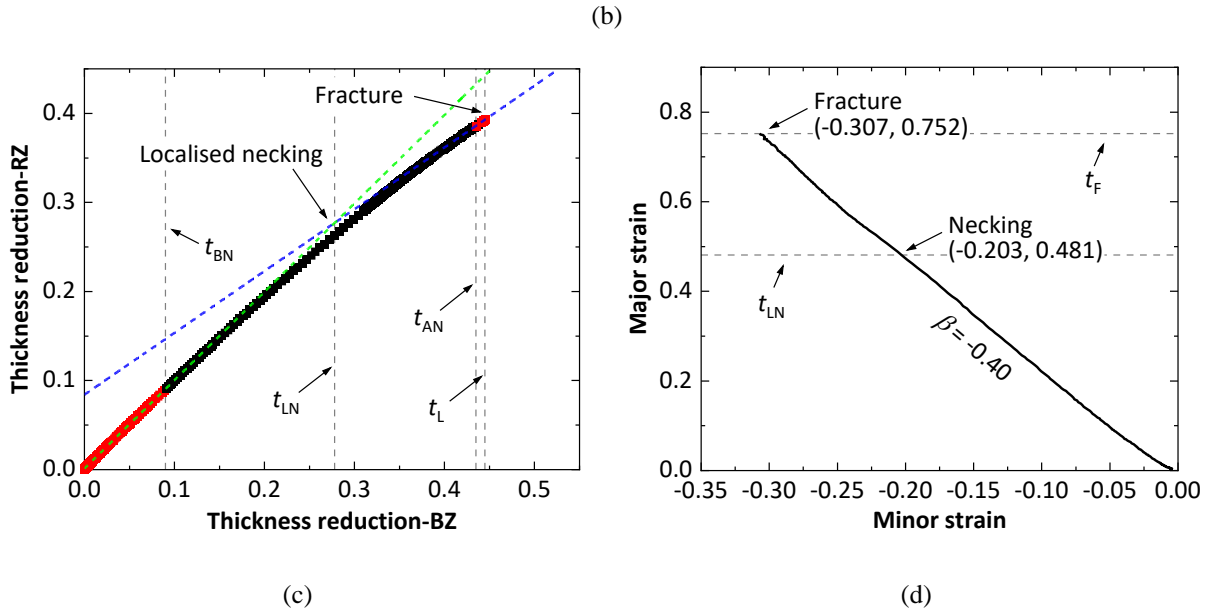 (b)
Thickness reduction-RZ
0.4
0.3
0.2
0.1
0.0
Fracture
Localised necking
t_BN
t_AN
t_LN
t_L
0.0 0.1 0.2 0.3 0.4 0.5
Thickness reduction-BZ
(c)
Major strain
0.8
0.6
0.4
0.2
0.0
Fracture
(-0.307, 0.752)
t_F
Necking
(-0.203, 0.481)
t_LN
β = -0.40
-0.35 -0.30 -0.25 -0.20 -0.15 -0.10 -0.05 0.00
Minor strain
(d)